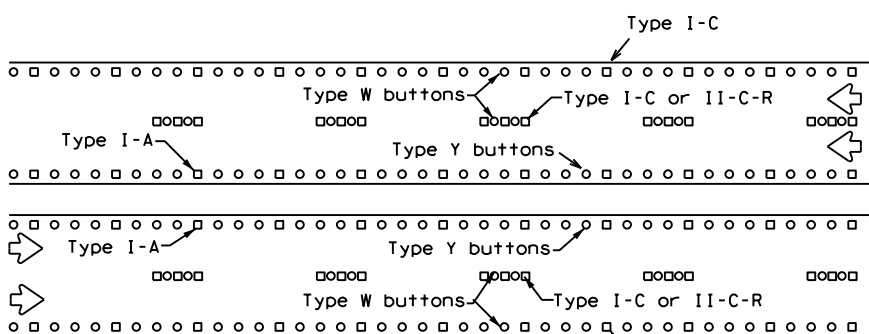 Type I-C
Type W buttons
Type I-C or II-C-R
Type I-A
Type Y buttons
Type I-A
Type Y buttons
Type W buttons
Type I-C or II-C-R